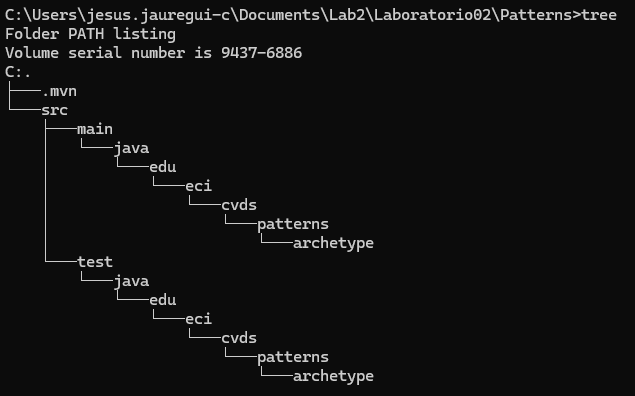 C:\Users\jesus.jauregui-c\Documents\Lab2\Laboratorio02\Patterns>tree
Folder PATH listing
Volume serial number is 9437-6886
C:.
├───.mvn
└───src
    ├───main
    │   └───java
    │       └───edu
    │           └───eci
    │               └───cvds
    │                   └───patterns
    │                       └───archetype
    └───test
        └───java
            └───edu
                └───eci
                    └───cvds
                        └───patterns
                            └───archetype